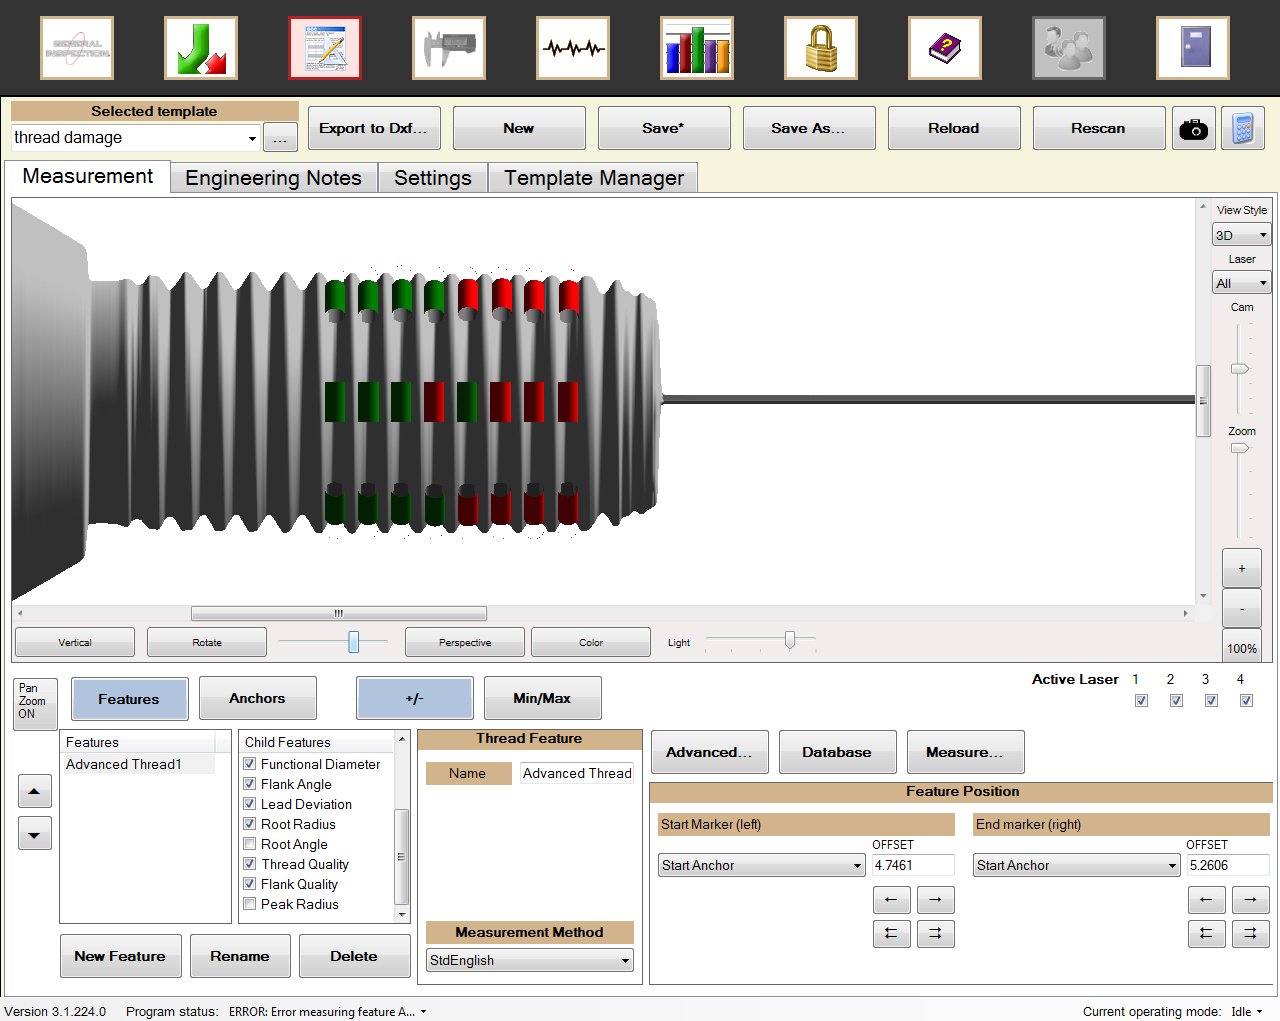 GENERAL
INSPECTION
Selected template
thread damage
...
Export to Dxf...
New
Save*
Save As...
Reload
Rescan
Measurement
Engineering Notes
Settings
Template Manager
View Style
3D
Laser
All
Cam
Zoom
+
-
100%
Vertical
Rotate
Perspective
Color
Light
Pan
Zoom
ON
Features
Anchors
+/-
Min/Max
Active Laser 1 2 3 4
Features
Advanced Thread1
Child Features
Functional Diameter
Flank Angle
Lead Deviation
Root Radius
Root Angle
Thread Quality
Flank Quality
Peak Radius
New Feature
Rename
Delete
Thread Feature
Name
Advanced Thread
Measurement Method
StdEnglish
Advanced...
Database
Measure...
Feature Position
Start Marker (left)
OFFSET
Start Anchor
4.7461
End marker (right)
OFFSET
Start Anchor
5.2606
Version 3.1.224.0 Program status: ERROR: Error measuring feature A...
Current operating mode: Idle